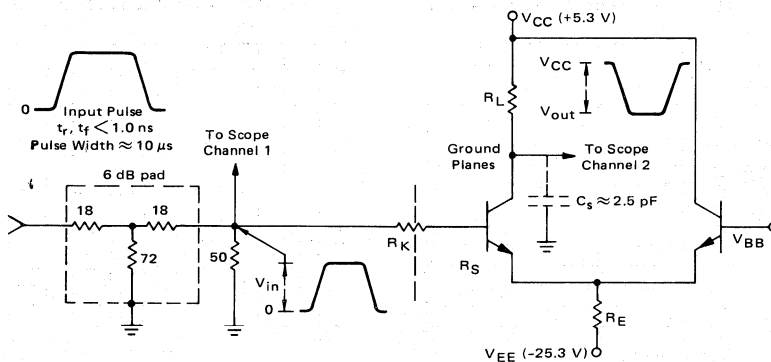 VCC (+5.3 V)
0
Input Pulse
tr, tf < 1.0 ns
Pulse Width ≈ 10 μs
VCC
Vout
RL
To Scope
Channel 1
Ground
Planes
To Scope
Channel 2
6 dB pad
18
18
72
50
RK
CS ≈ 2.5 pF
Vin
0
RS
VBB
RE
VEE (-25.3 V)